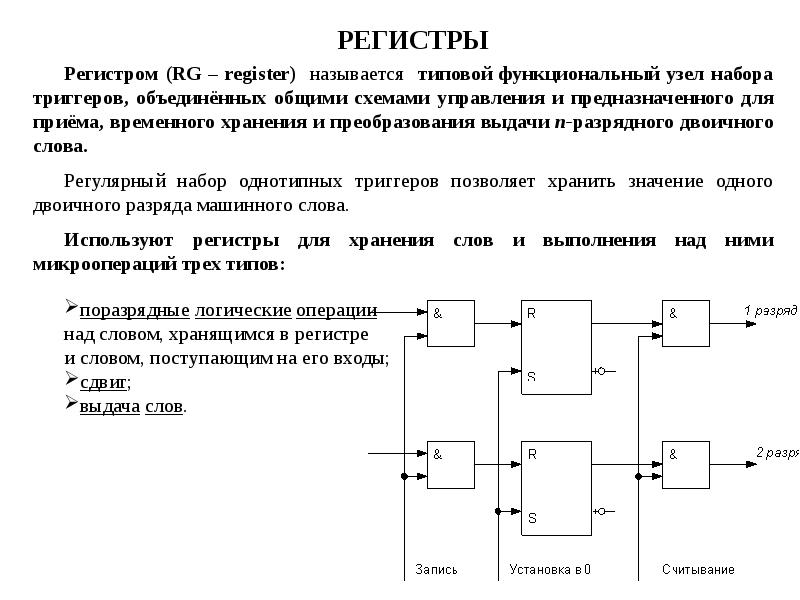 РЕГИСТРЫ
Регистром (RG – register) называется типовой функциональный узел набора
триггеров, объединённых общими схемами управления и предназначенного для
приёма, временного хранения и преобразования выдачи n-разрядного двоичного
слова.
Регулярный набор однотипных триггеров позволяет хранить значение одного
двоичного разряда машинного слова.
Используют регистры для хранения слов и выполнения над ними
микроопераций трех типов:
поразрядные логические операции
над словом, хранящимся в регистре
и словом, поступающим на его входы;
сдвиг;
выдача слов.
& R & 1 разряд
S
& R & 2 разря
S
Запись Установка в 0 Считывание